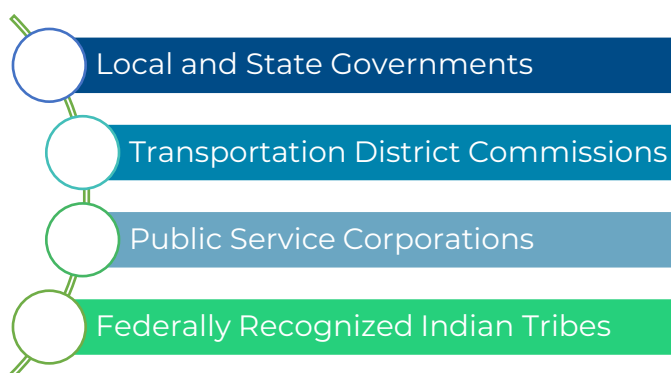 Local and State Governments
Transportation District Commissions
Public Service Corporations
Federally Recognized Indian Tribes